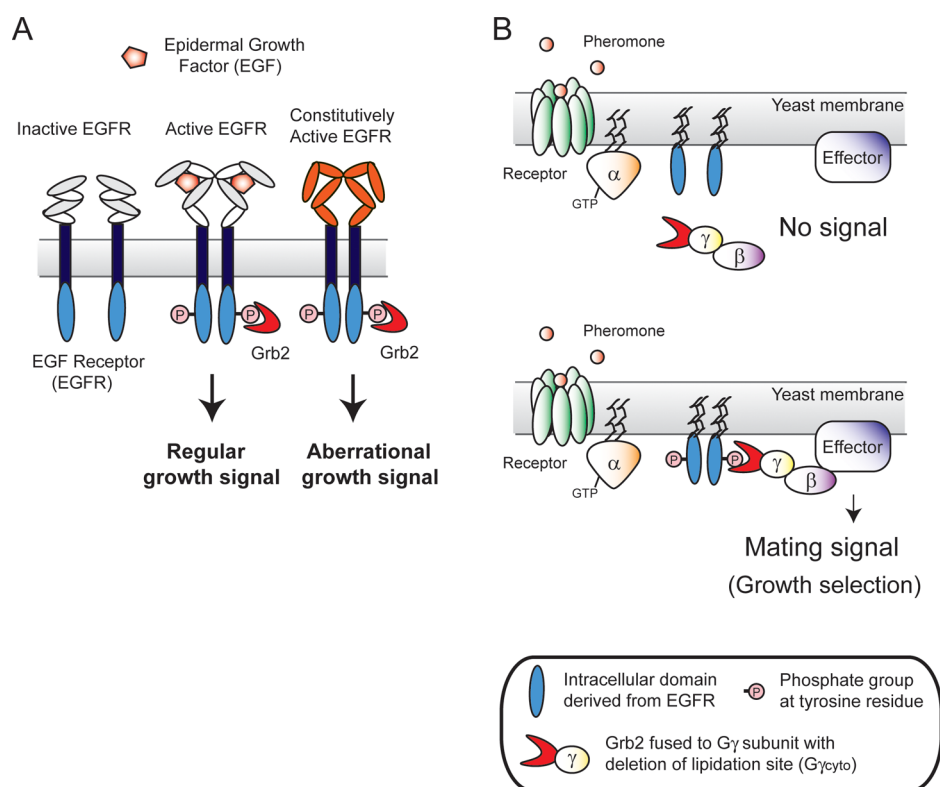 A
Epidermal Growth
Factor (EGF)
Inactive EGFR
Active EGFR
Constitutively
Active EGFR
P
P
P
P
Grb2
Grb2
EGF Receptor
(EGFR)
Regular
growth signal
Aberrational
growth signal
B
Pheromone
Yeast membrane
Receptor
α
GTP
Effector
γ
β
No signal
Pheromone
Yeast membrane
Receptor
α
GTP
P
P
γ
β
Effector
Mating signal
(Growth selection)
Intracellular domain
derived from EGFR
P
Phosphate group
at tyrosine residue
γ
Grb2 fused to Gγ subunit with
deletion of lipidation site (Gγcyto)